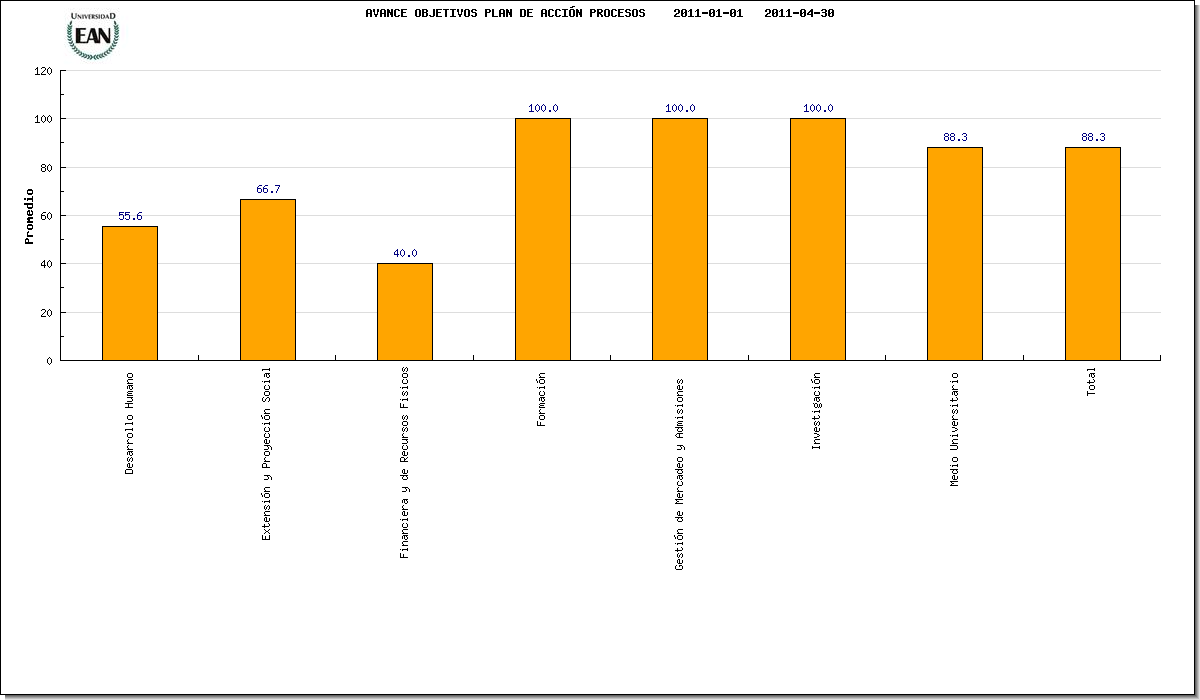 UNIVERSIDAD
EAN
AVANCE OBJETIVOS PLAN DE ACCIÓN PROCESOS 2011-01-01 2011-04-30
Promedio
120
100
80
60
40
20
0
55.6
66.7
40.0
100.0
100.0
100.0
88.3
88.3
Desarrollo Humano
Extensión y Proyección Social
Financiera y de Recursos Fisicos
Formación
Gestión de Mercadeo y Admisiones
Investigación
Medio Universitario
Total